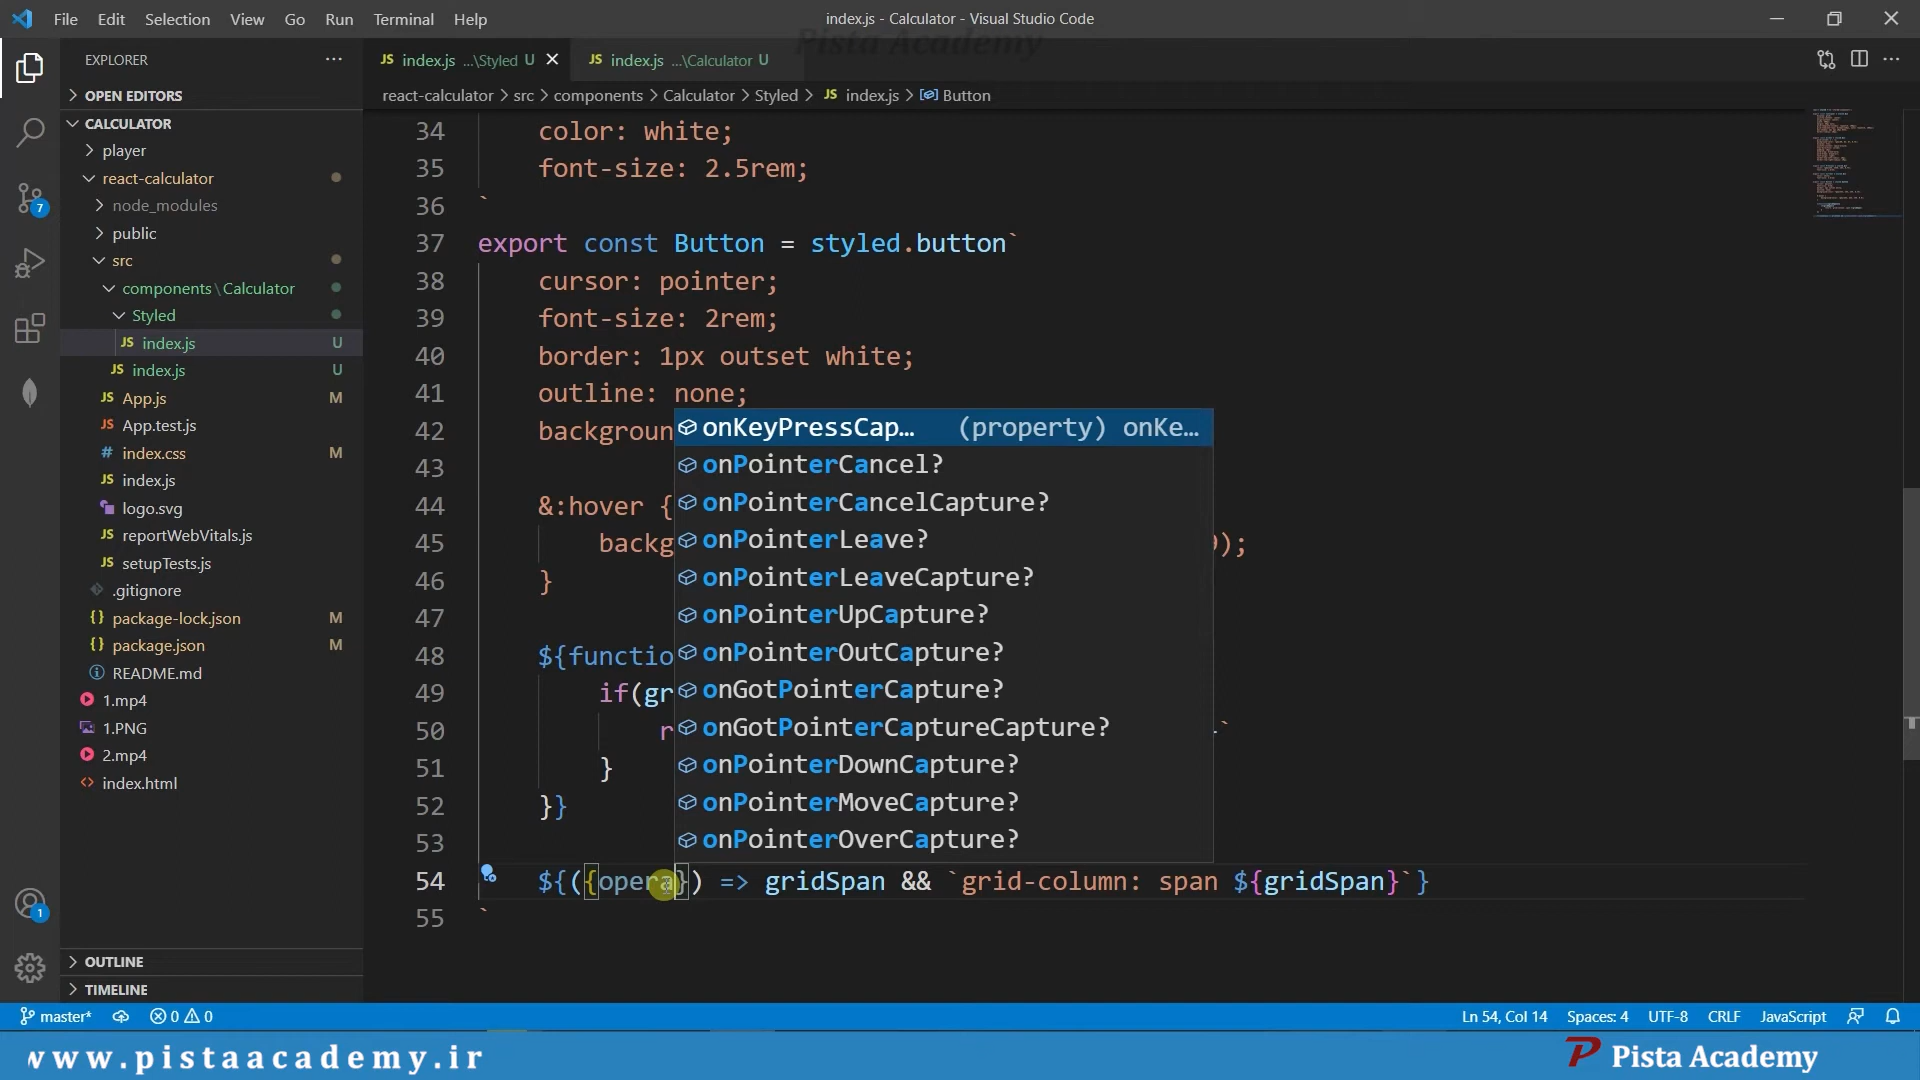 File Edit Selection View Go Run Terminal Help
index.js - Calculator - Visual Studio Code
Pista Academy
EXPLORER
JS index.js ...\Styled U
JS index.js ...\Calculator U
OPEN EDITORS
react-calculator > src > components > Calculator > Styled > JS index.js > Button
CALCULATOR
player
react-calculator
node_modules
public
src
components\Calculator
Styled
JS index.js U
JS index.js U
JS App.js M
JS App.test.js
# index.css M
JS index.js
logo.svg
JS reportWebVitals.js
JS setupTests.js
.gitignore
{} package-lock.json M
{} package.json M
README.md
1.mp4
1.PNG
2.mp4
<> index.html
OUTLINE
TIMELINE
7
1
34 color: white;
35 font-size: 2.5rem;
36 `
37 export const Button = styled.button`
38 cursor: pointer;
39 font-size: 2rem;
40 border: 1px outset white;
41 outline: none;
42 backgroun
43
44 &:hover {
45 backg );
46 }
47
48 ${functio
49 if(gr
50 r `
51 }
52 }}
53
54 ${({opera}) => gridSpan && `grid-column: span ${gridSpan}`}
55 `
onKeyPressCap... (property) onKe...
onPointerCancel?
onPointerCancelCapture?
onPointerLeave?
onPointerLeaveCapture?
onPointerUpCapture?
onPointerOutCapture?
onGotPointerCapture?
onGotPointerCaptureCapture?
onPointerDownCapture?
onPointerMoveCapture?
onPointerOverCapture?
master* 0 0 Ln 54, Col 14 Spaces: 4 UTF-8 CRLF JavaScript
www.pistaacademy.ir
Pista Academy